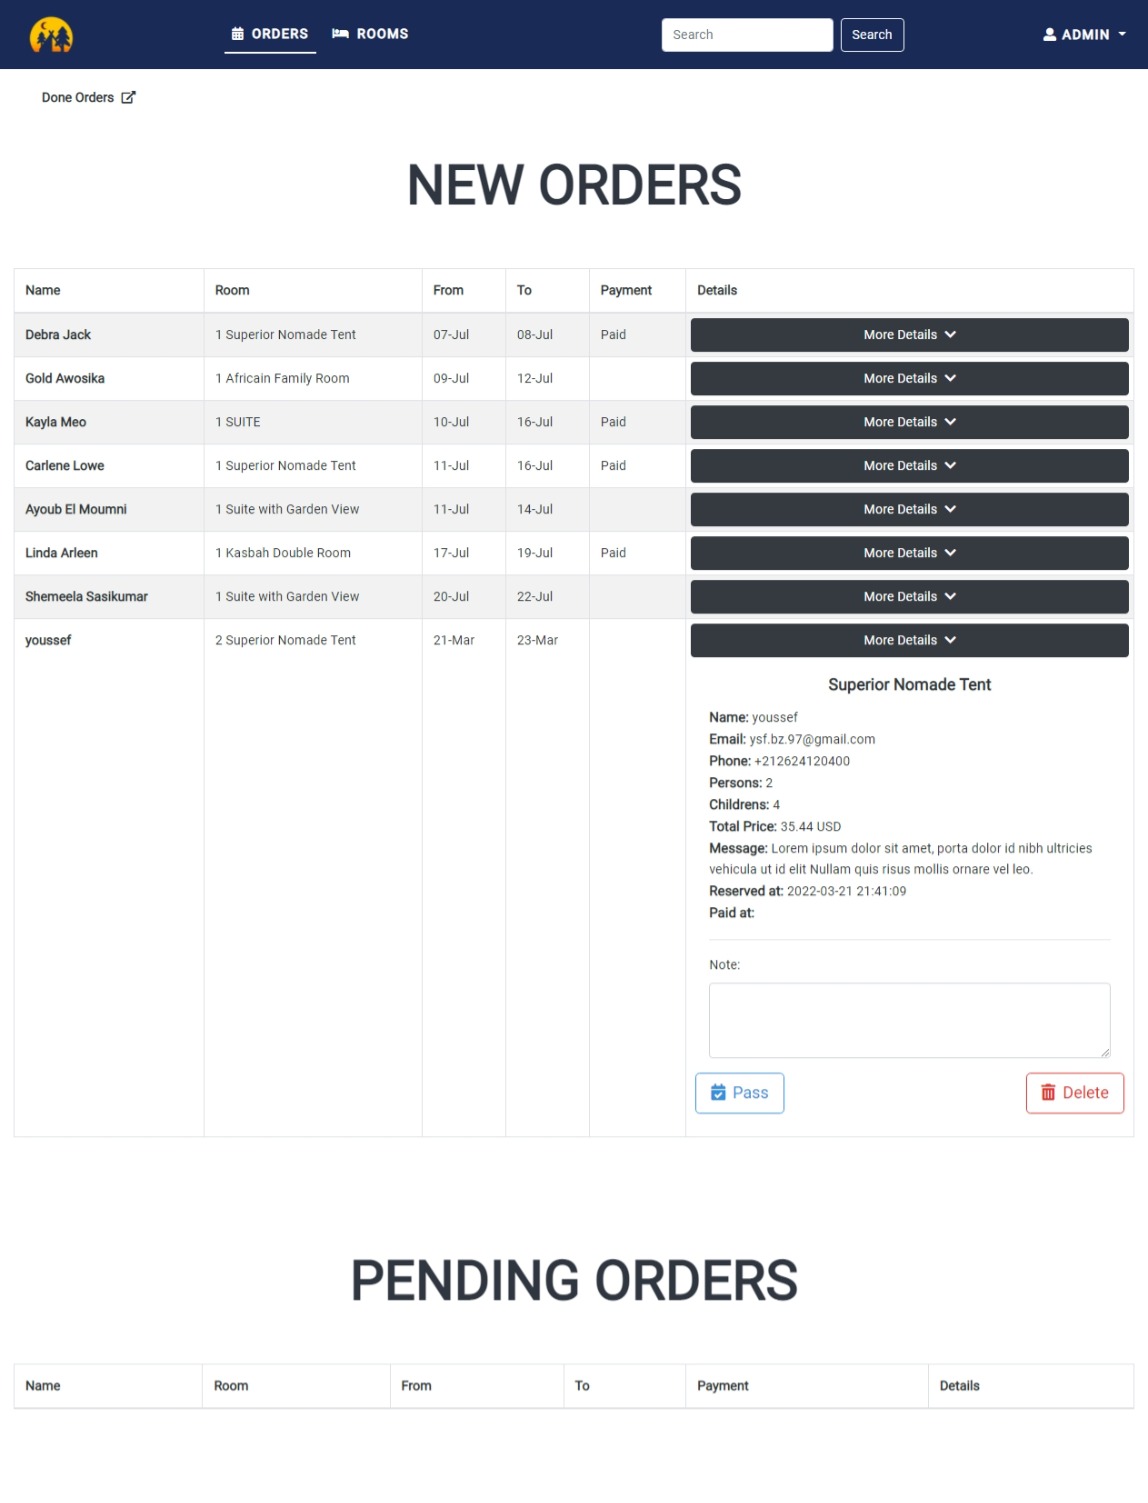 ORDERS ROOMS Search Search ADMIN
Done Orders
NEW ORDERS
Name Room From To Payment Details
Debra Jack 1 Superior Nomade Tent 07-Jul 08-Jul Paid More Details
Gold Awosika 1 Africain Family Room 09-Jul 12-Jul More Details
Kayla Meo 1 SUITE 10-Jul 16-Jul Paid More Details
Carlene Lowe 1 Superior Nomade Tent 11-Jul 16-Jul Paid More Details
Ayoub El Moumni 1 Suite with Garden View 11-Jul 14-Jul More Details
Linda Arleen 1 Kasbah Double Room 17-Jul 19-Jul Paid More Details
Shemeela Sasikumar 1 Suite with Garden View 20-Jul 22-Jul More Details
youssef 2 Superior Nomade Tent 21-Mar 23-Mar More Details
Superior Nomade Tent
Name: youssef
Email: ysf.bz.97@gmail.com
Phone: +212624120400
Persons: 2
Childrens: 4
Total Price: 35.44 USD
Message: Lorem ipsum dolor sit amet, porta dolor id nibh ultricies
vehicula ut id elit Nullam quis risus mollis ornare vel leo.
Reserved at: 2022-03-21 21:41:09
Paid at:
Note:
Pass Delete
PENDING ORDERS
Name Room From To Payment Details